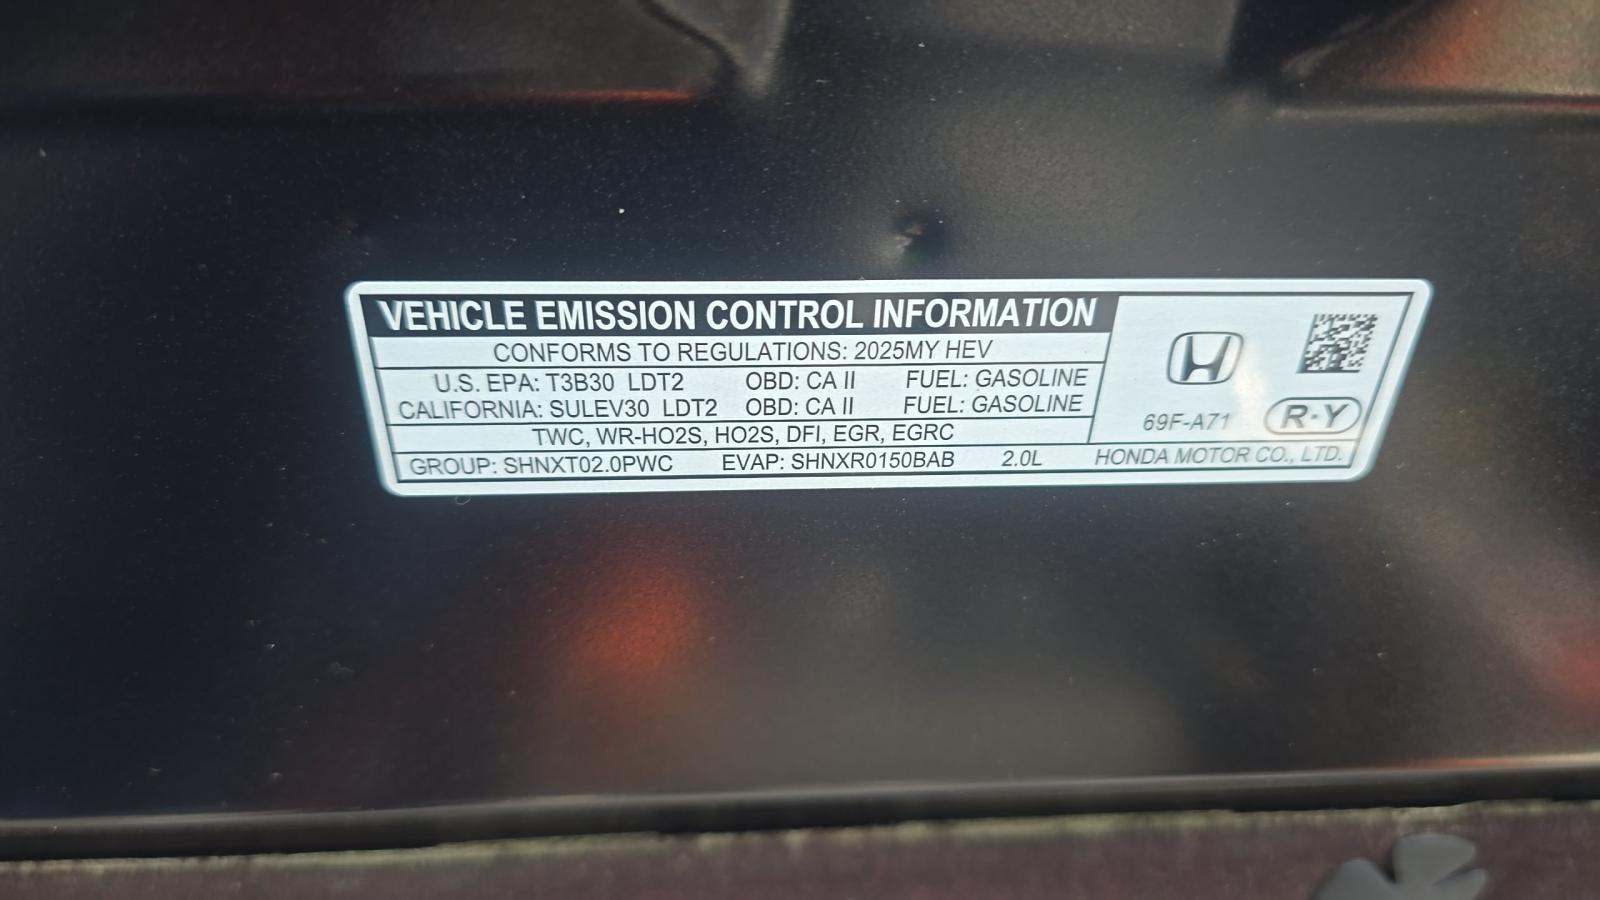 VEHICLE EMISSION CONTROL INFORMATION
CONFORMS TO REGULATIONS: 2025MY HEV
U.S. EPA: T3B30 LDT2 OBD: CA II FUEL: GASOLINE
CALIFORNIA: SULEV30 LDT2 OBD: CA II FUEL: GASOLINE
TWC, WR-HO2S, HO2S, DFI, EGR, EGRC
GROUP: SHNXT02.0PWC EVAP: SHNXR0150BAB 2.0L
69F-A71 R-Y
HONDA MOTOR CO., LTD.